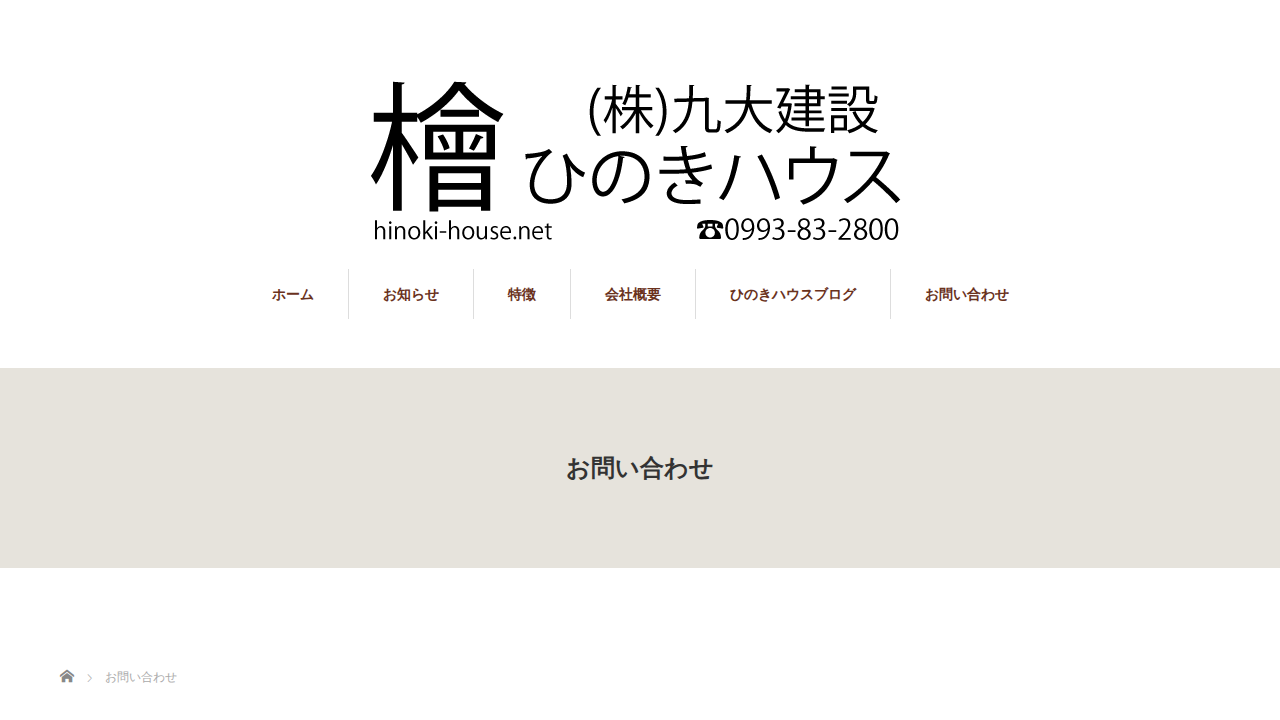 檜
(株)九大建設
ひのきハウス
hinoki-house.net
☎0993-83-2800
ホーム
お知らせ
特徴
会社概要
ひのきハウスブログ
お問い合わせ
お問い合わせ
お問い合わせ